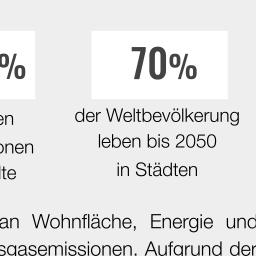 %
en
onen
lte
70%
der Weltbevölkerung
leben bis 2050
in Städten
an Wohnfläche, Energie und
sgasemissionen. Aufgrund der